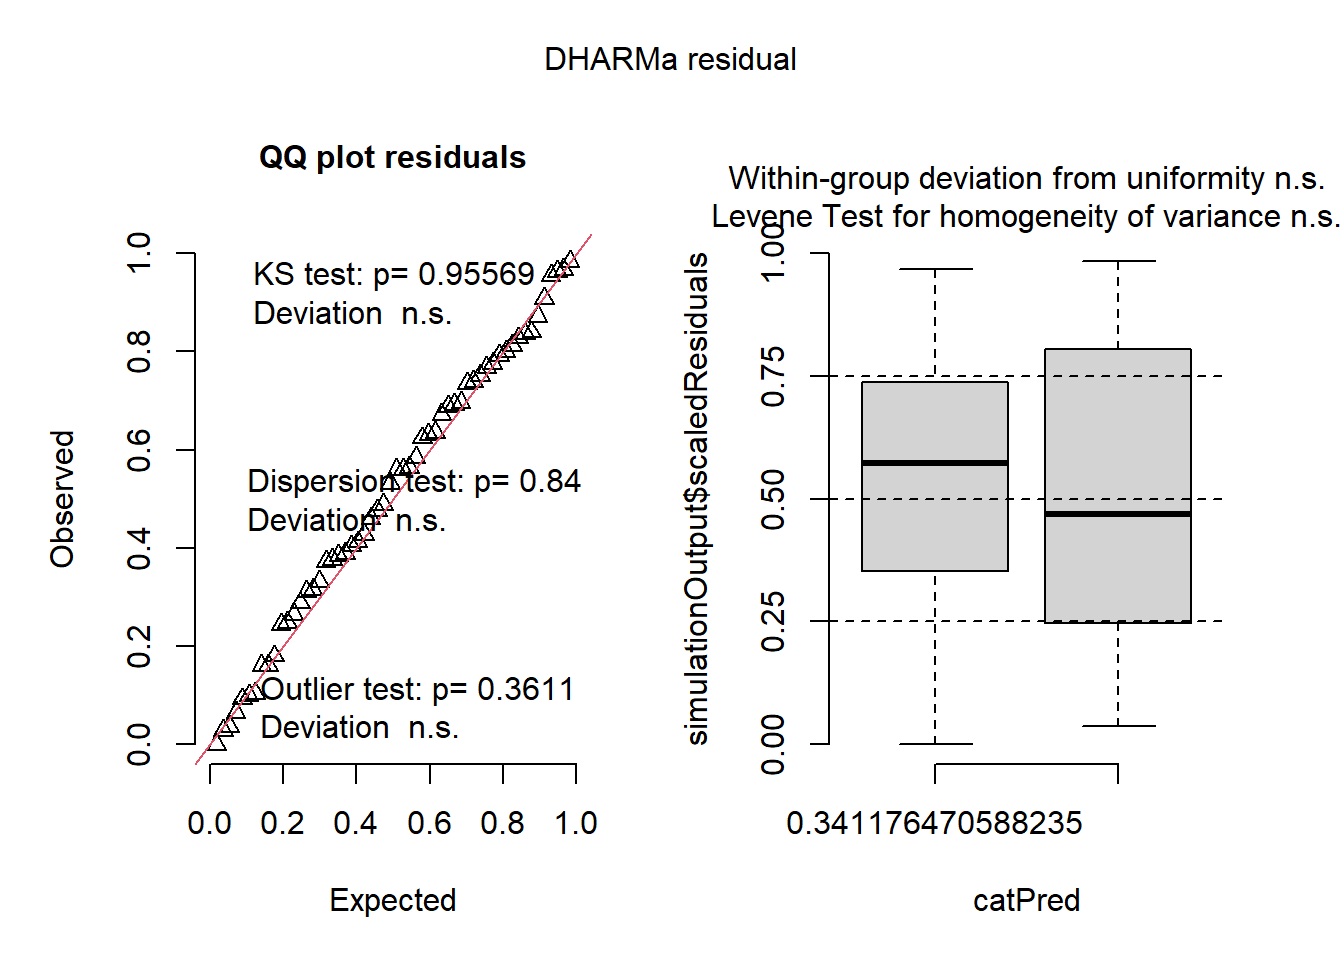 DHARMa residual
QQ plot residuals
KS test: p= 0.95569
Deviation  n.s.
Dispersion test: p= 0.84
Deviation  n.s.
Outlier test: p= 0.3611
Deviation  n.s.
Observed
0.0
0.2
0.4
0.6
0.8
1.0
0.0 0.2 0.4 0.6 0.8 1.0
Expected
Within-group deviation from uniformity n.s.
Levene Test for homogeneity of variance n.s.
simulationOutput$scaledResiduals
0.00
0.25
0.50
0.75
1.00
0.341176470588235
catPred